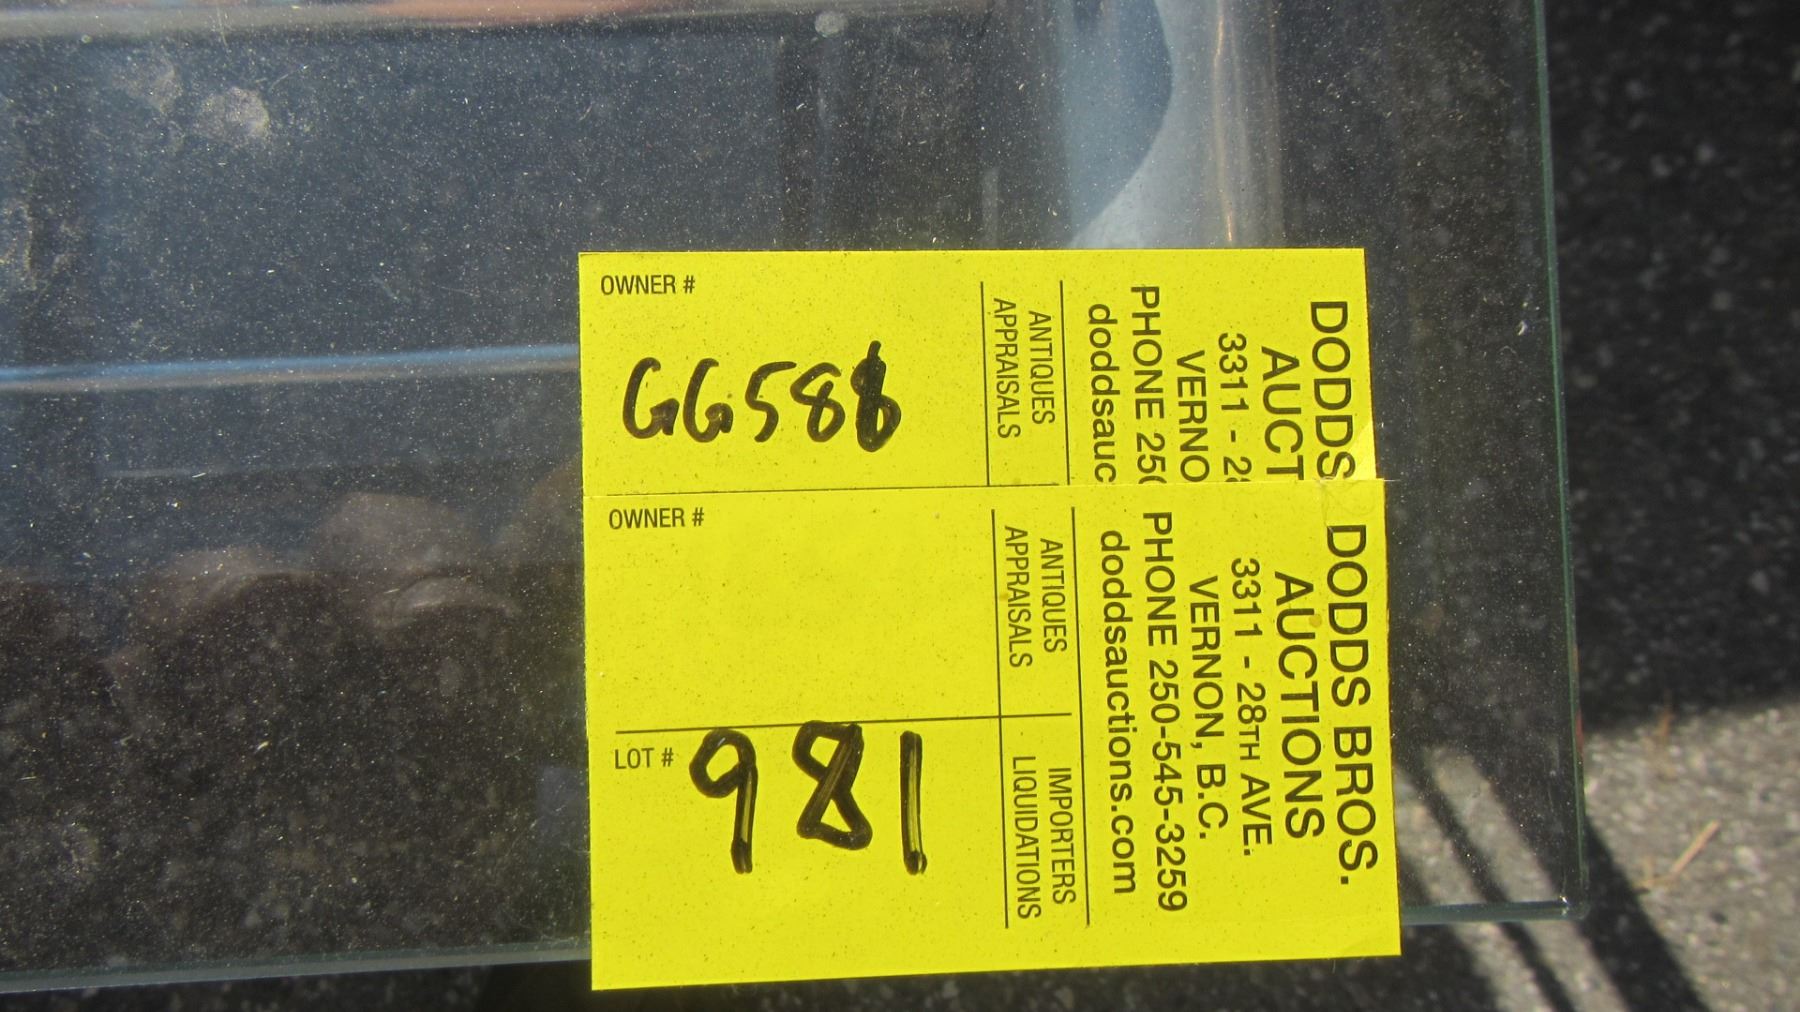 OWNER #
GG588
ANTIQUES
APPRAISALS
DODDS
AUCT
3311 - 28
VERNO
PHONE 250
doddsauc
OWNER #
LOT # 981
ANTIQUES IMPORTERS
APPRAISALS LIQUIDATIONS
DODDS BROS.
AUCTIONS
3311 - 28TH AVE.
VERNON, B.C.
PHONE 250-545-3259
doddsauctions.com